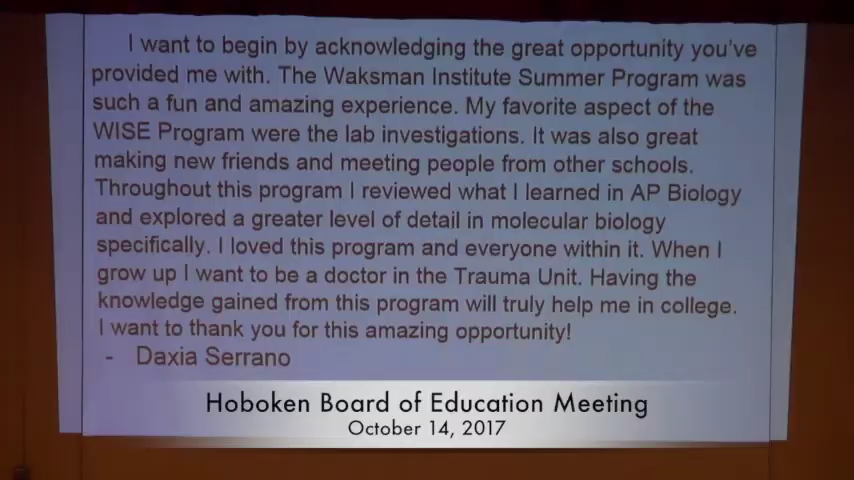 I want to begin by acknowledging the great opportunity you've
provided me with. The Waksman Institute Summer Program was
such a fun and amazing experience. My favorite aspect of the
WISE Program were the lab investigations. It was also great
making new friends and meeting people from other schools.
Throughout this program I reviewed what I learned in AP Biology
and explored a greater level of detail in molecular biology
specifically. I loved this program and everyone within it. When I
grow up I want to be a doctor in the Trauma Unit. Having the
knowledge gained from this program will truly help me in college.
I want to thank you for this amazing opportunity!
- Daxia Serrano
Hoboken Board of Education Meeting
October 14, 2017